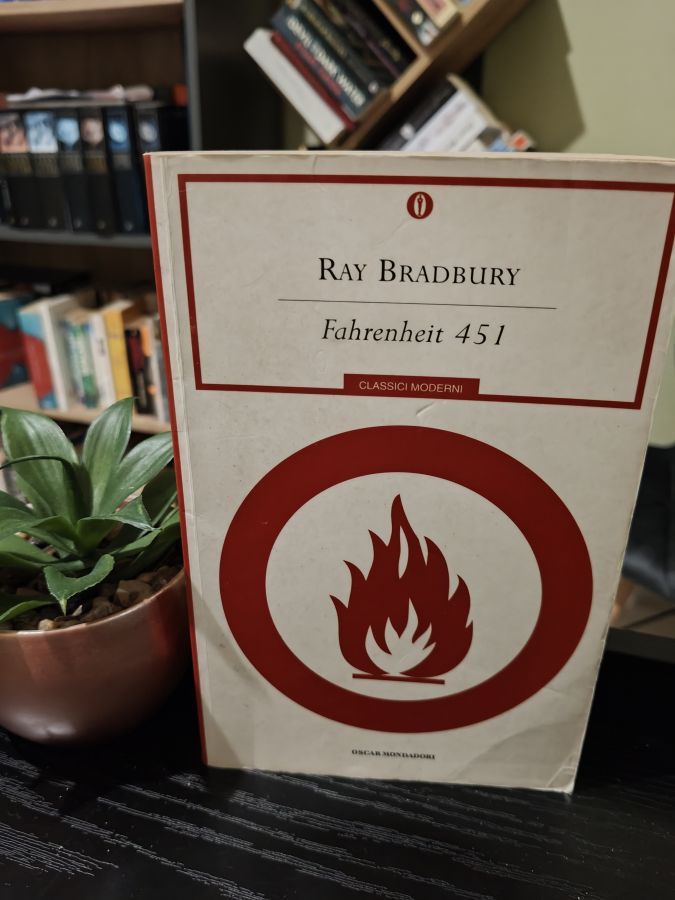 RAY BRADBURY
Fahrenheit 451
CLASSICI MODERNI
OSCAR MONDADORI